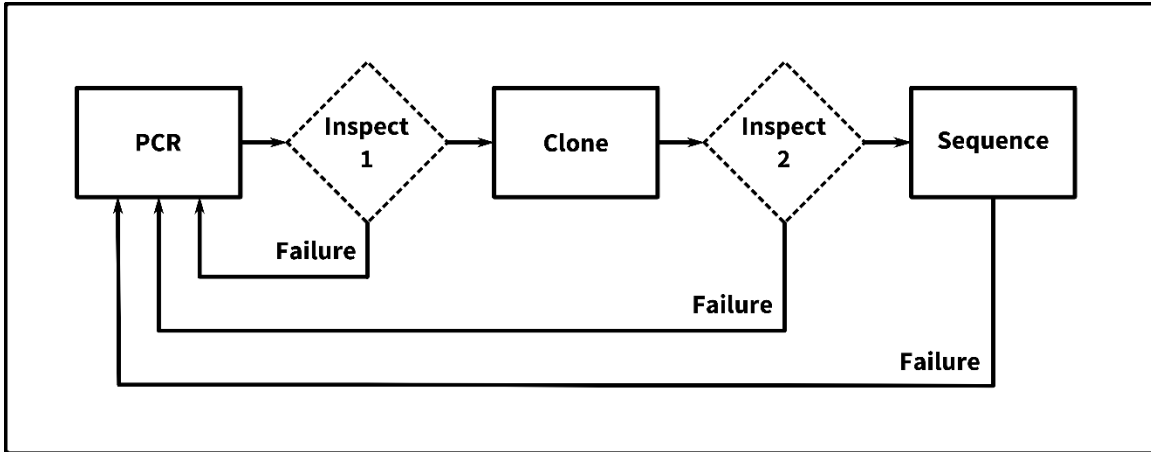 PCR
Inspect
1
Clone
Inspect
2
Sequence
Failure
Failure
Failure